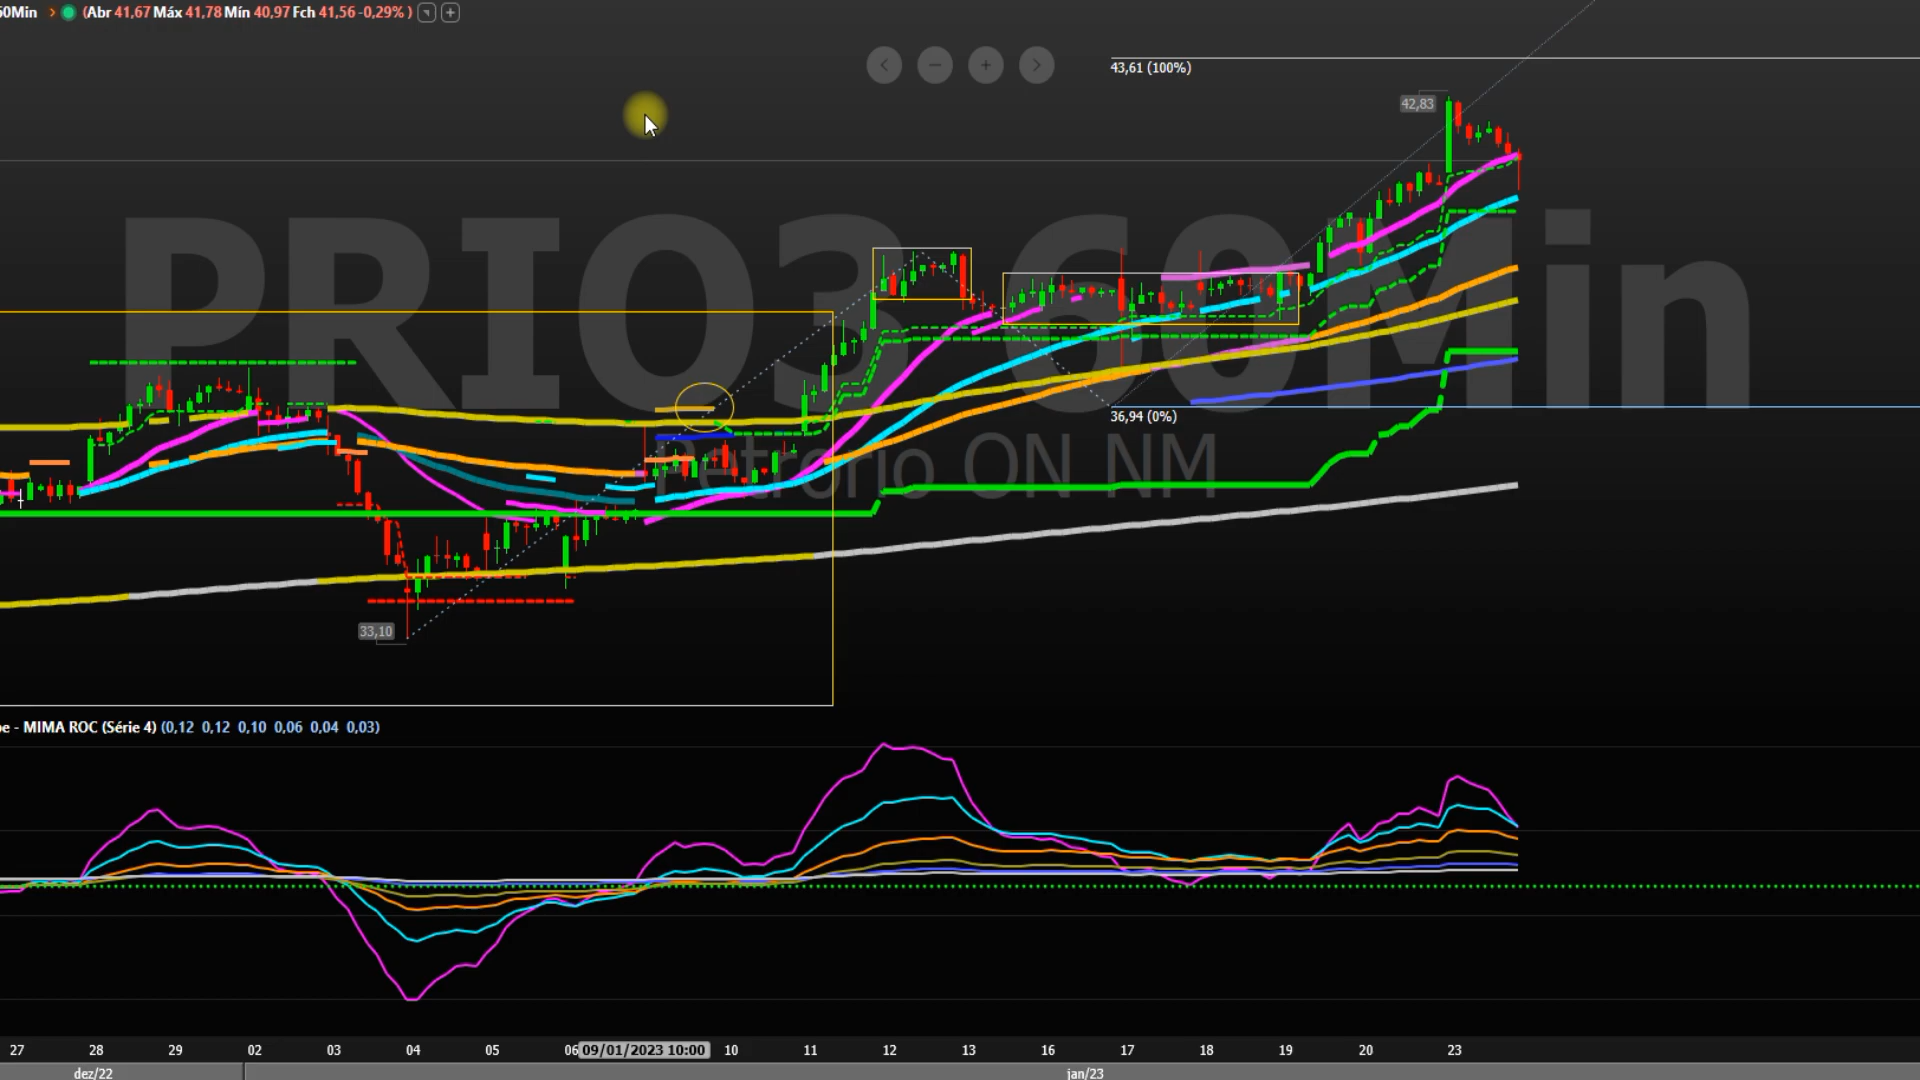 60Min (Abr 41,67 Máx 41,78 Mín 40,97 Fch 41,56 -0,29% )
43,61 (100%)
42,83
PRIO3 60Min
36,94 (0%)
Petrorio ON NM
33,10
pe - MIMA ROC (Série 4) (0,12 0,12 0,10 0,06 0,04 0,03)
27 28 29 02 03 04 05 06 09/01/2023 10:00 10 11 12 13 16 17 18 19 20 23
dez/22 jan/23